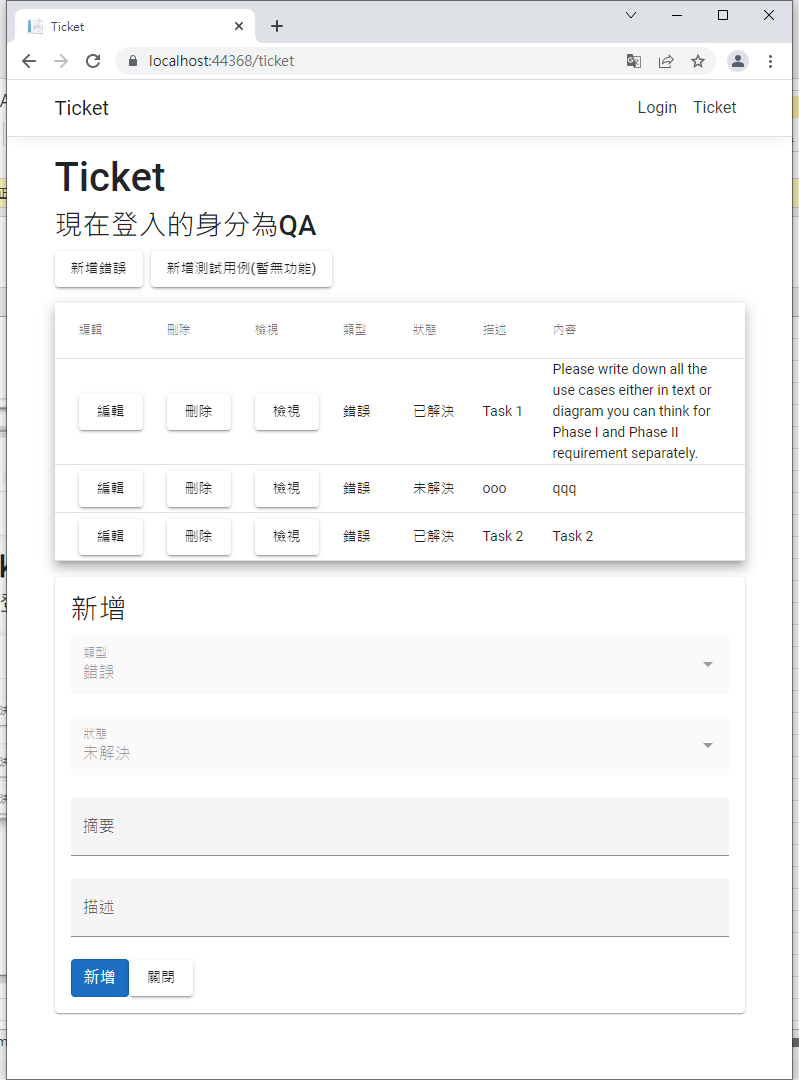 Ticket
localhost:44368/ticket
Ticket
Login Ticket
Ticket
現在登入的身分為QA
新增錯誤 新增測試用例(暫無功能)
編輯 刪除 檢視 類型 狀態 描述 內容
編輯 刪除 檢視 錯誤 已解決 Task 1 Please write down all the
use cases either in text or
diagram you can think for
Phase I and Phase II
requirement separately.
編輯 刪除 檢視 錯誤 未解決 ooo qqq
編輯 刪除 檢視 錯誤 已解決 Task 2 Task 2
新增
類型
錯誤
狀態
未解決
摘要
描述
新增 關閉